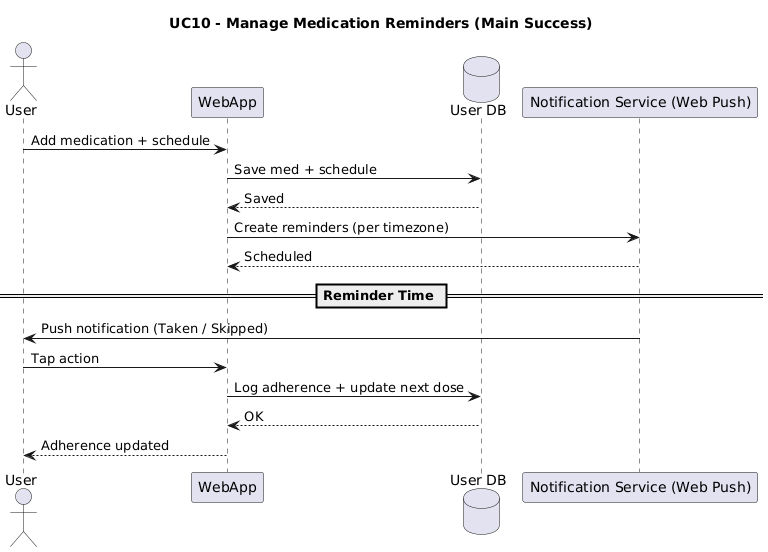 UC10 - Manage Medication Reminders (Main Success)
User
WebApp
User DB
Notification Service (Web Push)
Add medication + schedule
Save med + schedule
Saved
Create reminders (per timezone)
Scheduled
Reminder Time
Push notification (Taken / Skipped)
Tap action
Log adherence + update next dose
OK
Adherence updated
User
WebApp
User DB
Notification Service (Web Push)